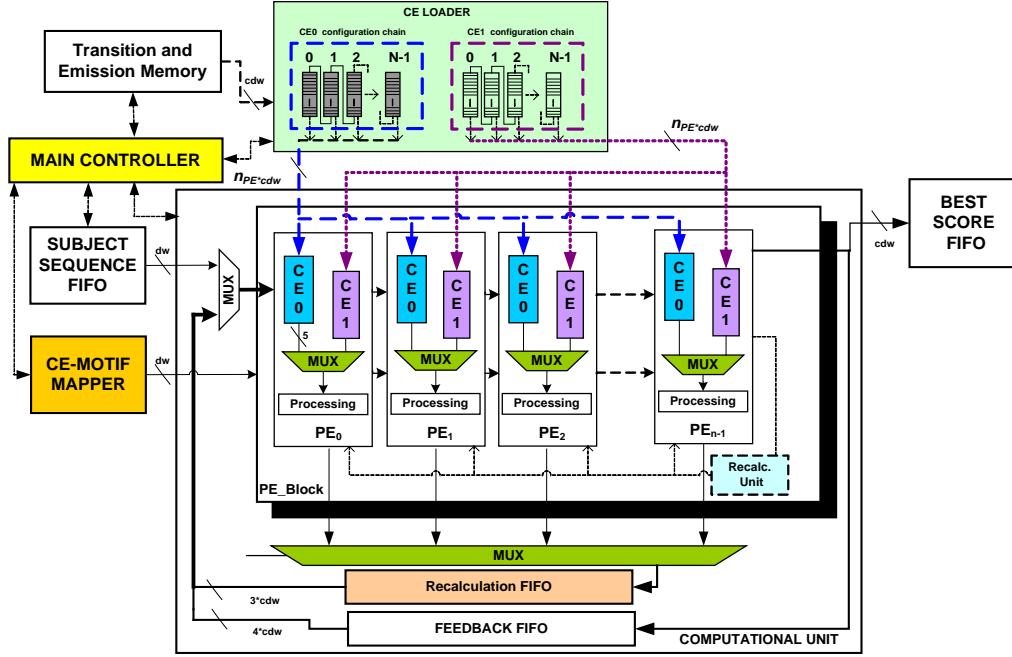 CE LOADER
CE0 configuration chain
CE1 configuration chain
0 1 2 N-1
0 1 2 N-1
Transition and
Emission Memory
cdw
MAIN CONTROLLER
n_PE*cdw
n_PE*cdw
SUBJECT
SEQUENCE
FIFO
dw
MUX
BEST
SCORE
FIFO
cdw
CE0
CE1
CE0
CE1
CE0
CE1
CE0
CE1
5
CE-MOTIF
MAPPER
dw
MUX
MUX
MUX
MUX
Processing
Processing
Processing
Processing
PE0
PE1
PE2
PEn-1
Recalc.
Unit
PE_Block
MUX
Recalculation FIFO
3*cdw
FEEDBACK FIFO
4*cdw
COMPUTATIONAL UNIT